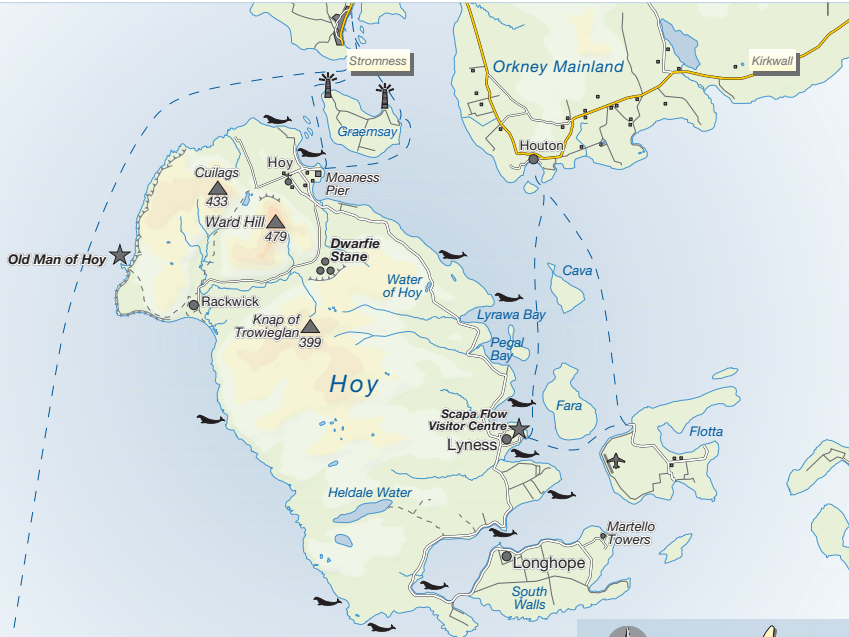 Stromness
Kirkwall
Orkney Mainland
Graemsay
Houton
Hoy
Cuilags
433
Moaness
Pier
Ward Hill
479
Dwarfie
Stane
Old Man of Hoy
Cava
Water
of Hoy
Rackwick
Lyrawa Bay
Knap of
Trowieglan
399
Pegal
Bay
Hoy
Fara
Scapa Flow
Visitor Centre
Lyness
Flotta
Heldale Water
Martello
Towers
Longhope
South
Walls